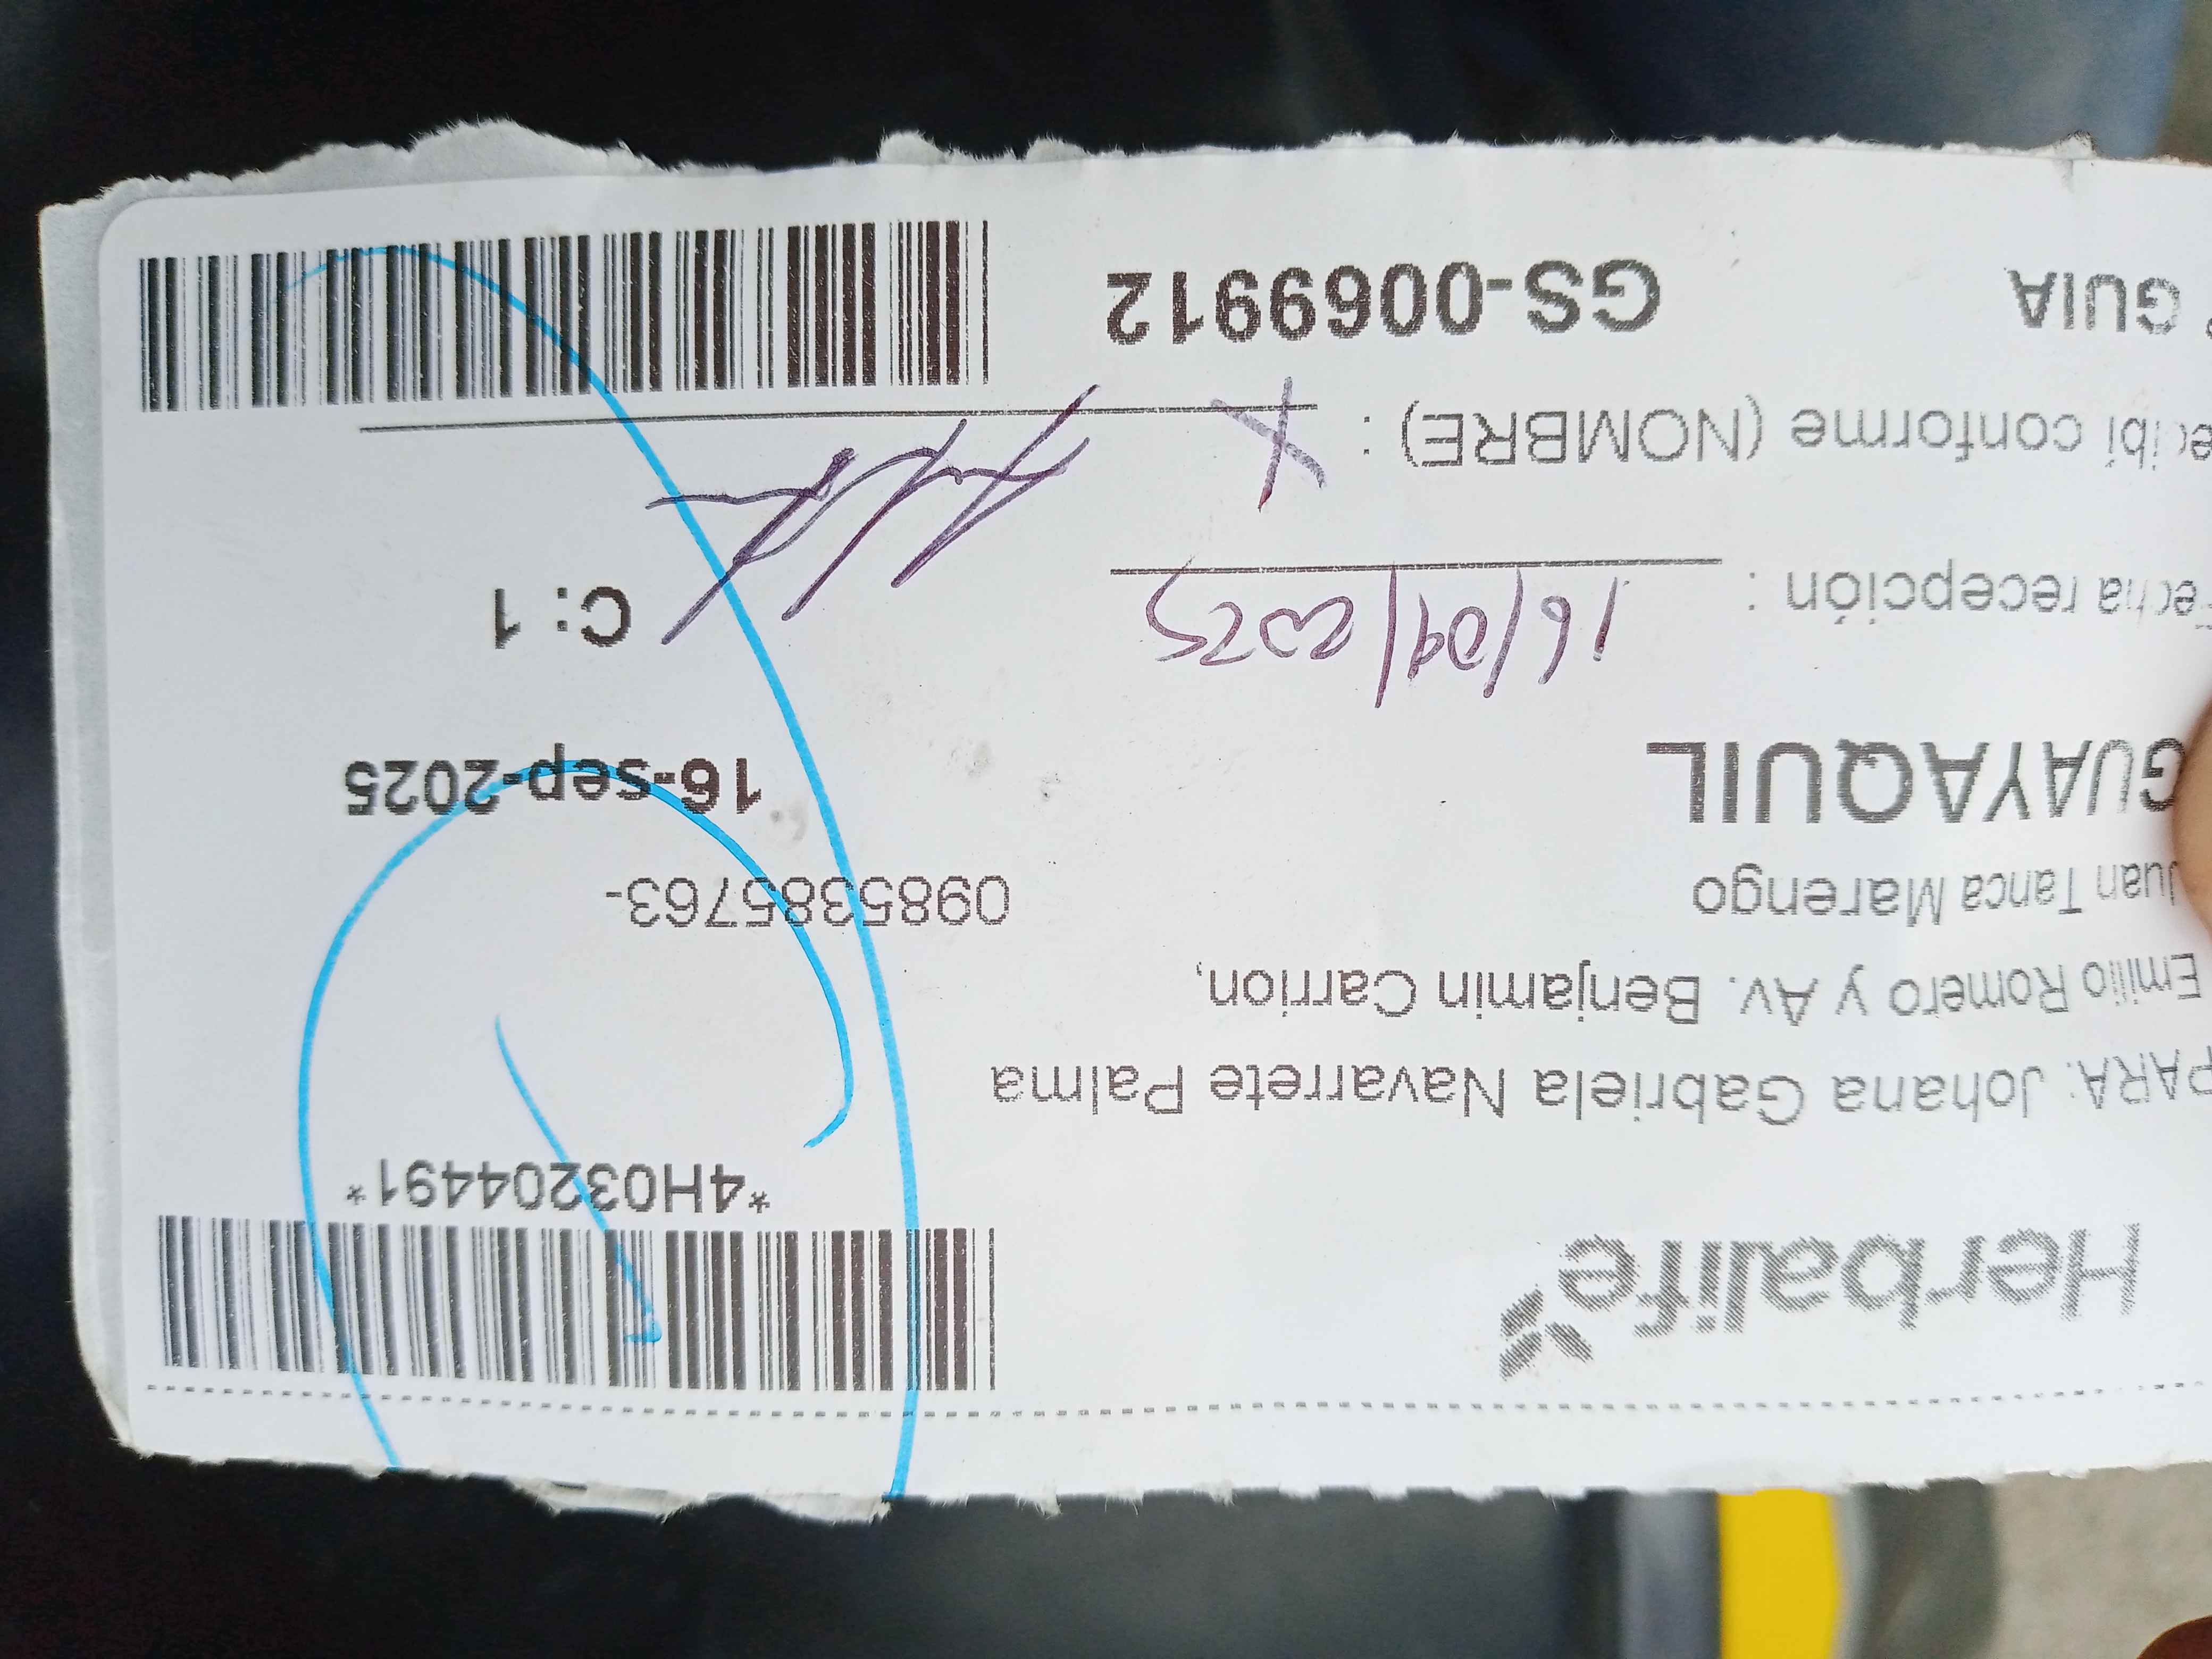 Herbalife
*4H03204491*
PARA: Johana Gabriela Navarrete Palma
Emilio Romero y Av. Benjamin Carrion,
Juan Tanca Marengo
0985385763-
GUAYAQUIL
16-sep-2025
Fecha recepción :
16/09/2025
C: 1
ecibí conforme (NOMBRE) :
X
° GUIA
GS-0069912